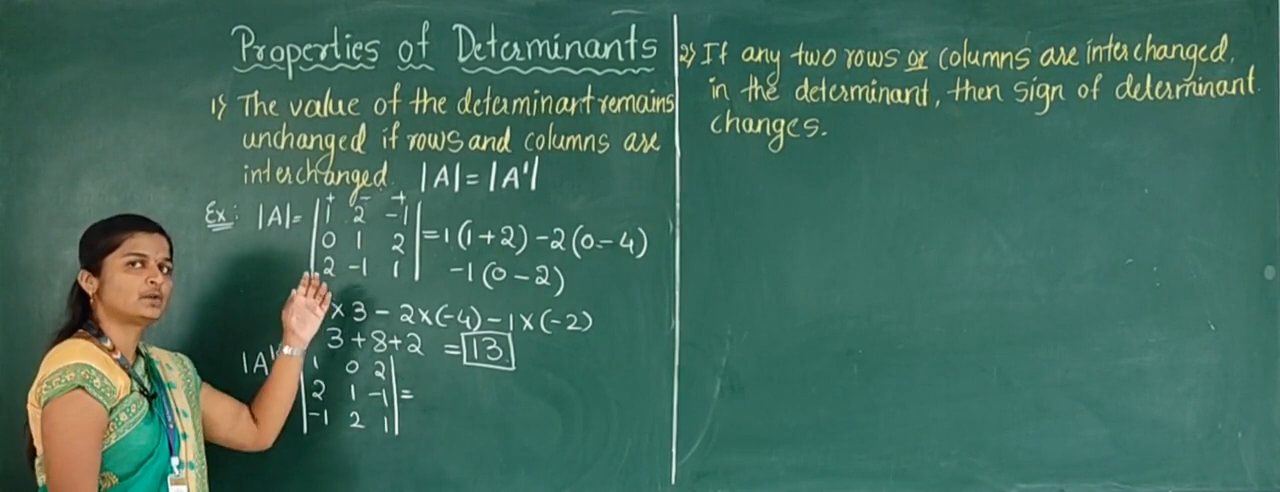 Properties of Determinants
1) The value of the determinant remains
unchanged if rows and columns are
interchanged. |A| = |A'|
Ex: |A| = | 1 2 -1 | = 1(1+2) - 2(0-4)
+ - +
| 0 1 2 | -1(0-2)
| 2 -1 1 |
× 3 - 2×(-4) - 1×(-2)
3 + 8 + 2 = 13
|A'
| 1 0 2 |
| 2 1 -1 | =
| -1 2 1 |
2) If any two rows or columns are interchanged.
in the determinant, then sign of determinant
changes.